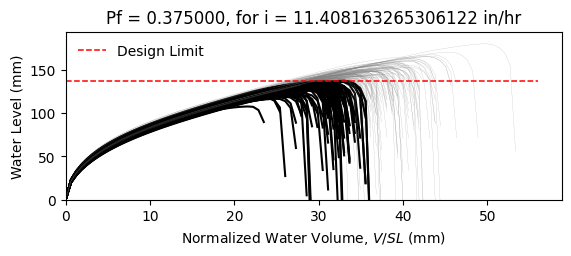 Pf = 0.375000, for i = 11.408163265306122 in/hr
Design Limit
Water Level (mm)
150
100
50
0
0 10 20 30 40 50
Normalized Water Volume, V/SL (mm)